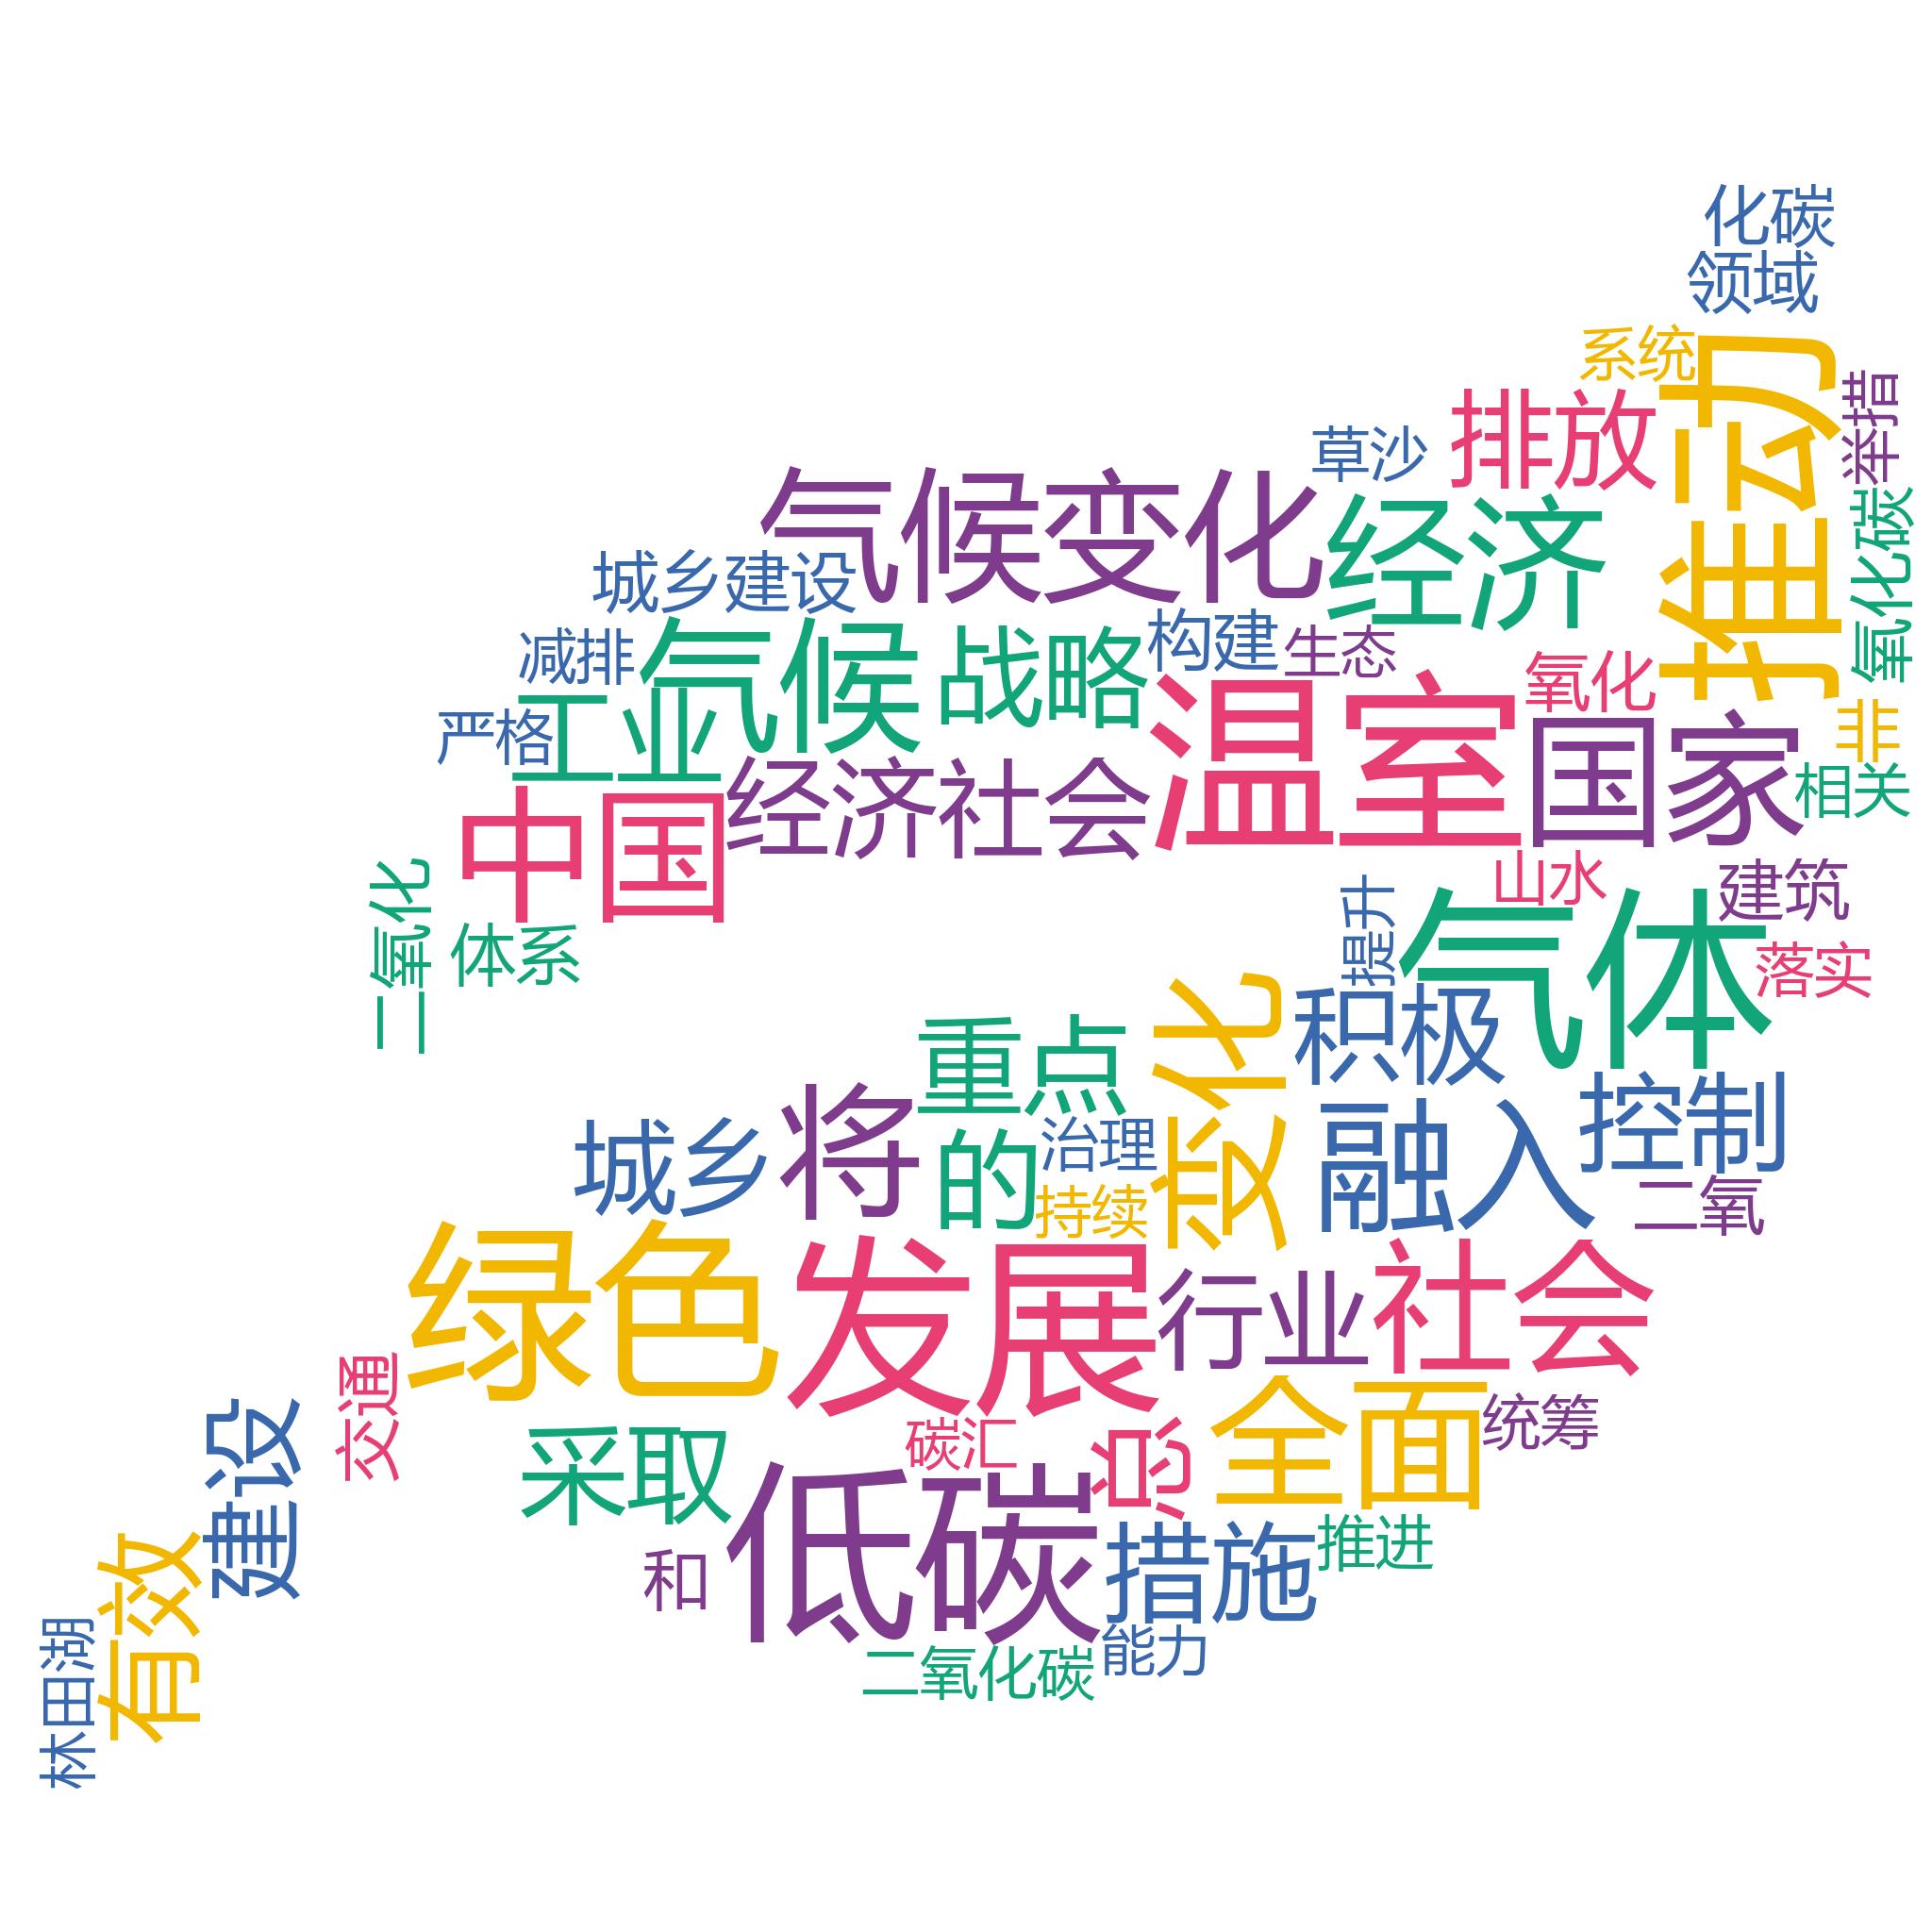 化碳
领域
系统
推动
举措
排放
草沙
气候变化
经济
氧化碳
城乡建设
构建
生态
减排
气候
战略
氧化
温室
工业
严格
国家
非
相关
经济社会
中国
山水
建筑
二氧化
提升
气体
体系
落实
变化
积极
重点
控制
将
融入
城乡
治理
的
二氧
持续
绿色
发展
社会
行业
交通
全面
统筹
建设
碳汇
总
采取
低碳
有效
措施
推进
和
林田湖
能力
二氧化碳